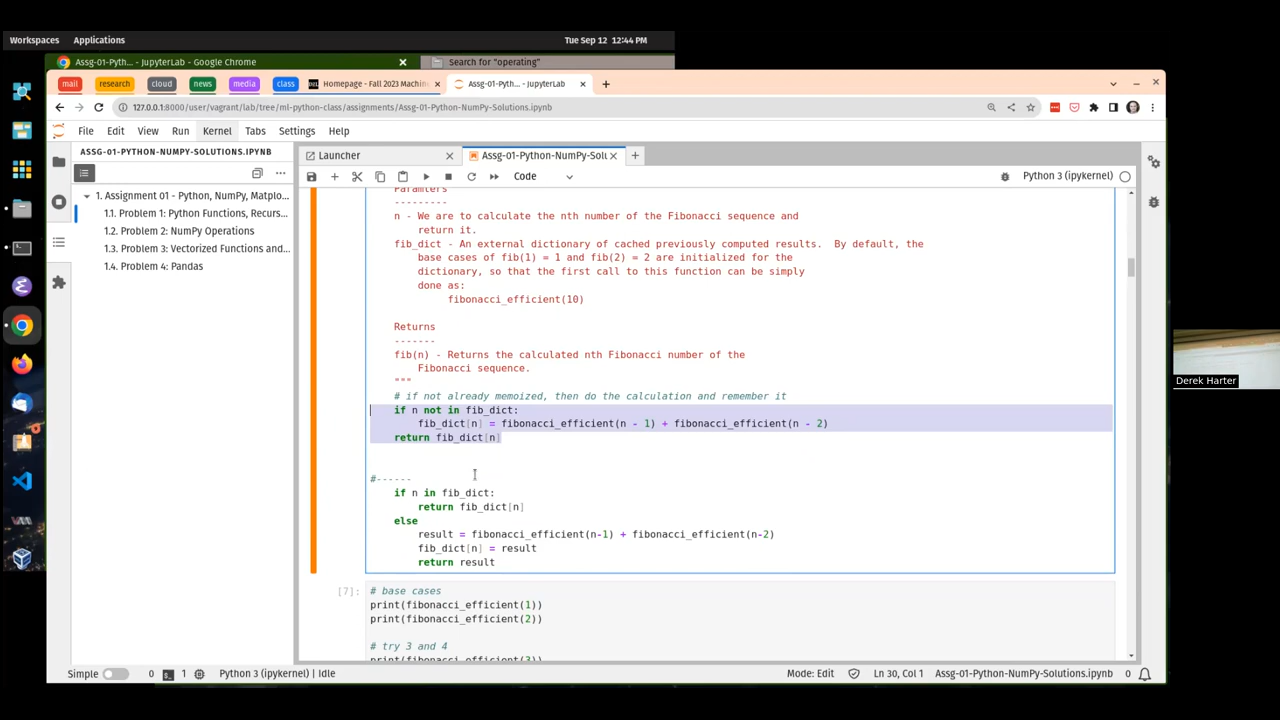 Workspaces Applications Tue Sep 12 12:44 PM
Assg-01-Pyth... - JupyterLab - Google Chrome × Search for "operating"
mail research cloud news media class Homepage - Fall 2023 Machin Assg-01-Pyth... - JupyterLab × +
127.0.0.1:8000/user/vagrant/lab/tree/ml-python-class/assignments/Assg-01-Python-NumPy-Solutions.ipynb
File Edit View Run Kernel Tabs Settings Help
ASSG-01-PYTHON-NUMPY-SOLUTIONS.IPYNB
Launcher × Assg-01-Python-NumPy-Solu × +
Code Python 3 (ipykernel)
1. Assignment 01 - Python, NumPy, Matplo...
1.1. Problem 1: Python Functions, Recurs...
1.2. Problem 2: NumPy Operations
1.3. Problem 3: Vectorized Functions and...
1.4. Problem 4: Pandas
Paramters
---------
n - We are to calculate the nth number of the Fibonacci sequence and
return it.
fib_dict - An external dictionary of cached previously computed results. By default, the
base cases of fib(1) = 1 and fib(2) = 2 are initialized for the
dictionary, so that the first call to this function can be simply
done as:
fibonacci_efficient(10)
Returns
-------
fib(n) - Returns the calculated nth Fibonacci number of the
Fibonacci sequence.
"""
# if not already memoized, then do the calculation and remember it
if n not in fib_dict:
fib_dict[n] = fibonacci_efficient(n - 1) + fibonacci_efficient(n - 2)
return fib_dict[n]
#------
if n in fib_dict:
return fib_dict[n]
else
result = fibonacci_efficient(n-1) + fibonacci_efficient(n-2)
fib_dict[n] = result
return result
[7]:
# base cases
print(fibonacci_efficient(1))
print(fibonacci_efficient(2))
# try 3 and 4
print(fibonacci_efficient(3))
Simple 0 1 Python 3 (ipykernel) | Idle Mode: Edit Ln 30, Col 1 Assg-01-Python-NumPy-Solutions.ipynb 0
Derek Harter